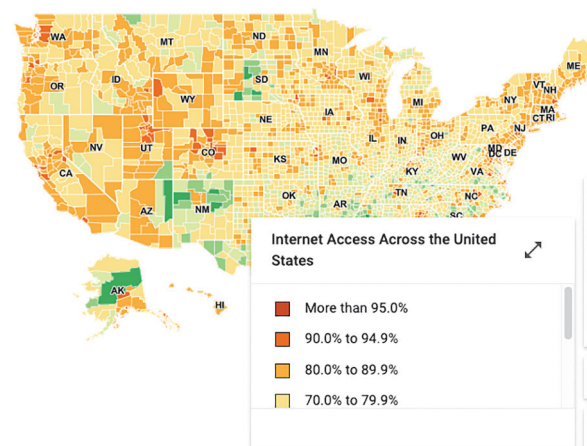 WA
MT
ND
MN
ME
OR
ID
SD
WI
VT
NH
WY
MI
NY
MA
CT RI
NE
IA
PA
NJ
NV
UT
IL
IN
OH
MD
CO
DC DE
CA
KS
MO
WV
KY
VA
AZ
NM
OK
AR
TN
NC
SC
AK
HI
Internet Access Across the United
States
More than 95.0%
90.0% to 94.9%
80.0% to 89.9%
70.0% to 79.9%